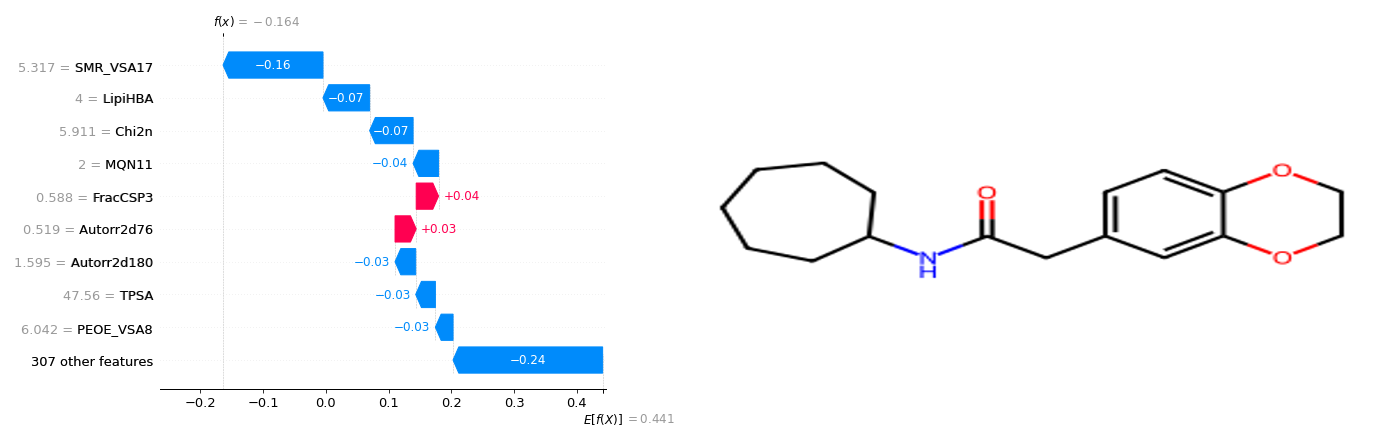 f(x) = −0.164
5.317 = SMR_VSA17
−0.16
4 = LipiHBA
−0.07
5.911 = Chi2n
−0.07
2 = MQN11
−0.04
0.588 = FracCSP3
+0.04
0.519 = Autorr2d76
+0.03
1.595 = Autorr2d180
−0.03
47.56 = TPSA
−0.03
6.042 = PEOE_VSA8
−0.03
307 other features
−0.24
−0.2 −0.1 0.0 0.1 0.2 0.3 0.4
E[f(X)] = 0.441
O
N
H
O
O